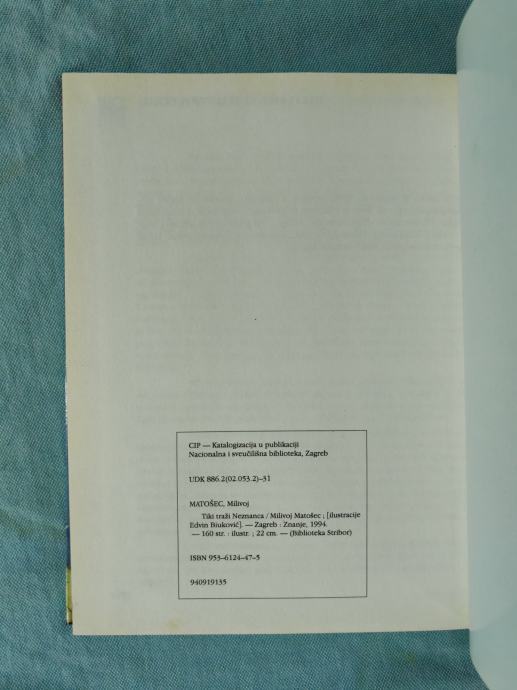 CIP — Katalogizacija u publikaciji
Nacionalna i sveučilišna biblioteka, Zagreb
UDK 886.2(02.053.2)–31
MATOŠEC, Milivoj
Tiki traži Neznanca / Milivoj Matošec ; [ilustracije
Edvin Biuković]. — Zagreb : Znanje, 1994.
— 160 str. : ilustr. ; 22 cm. — (Biblioteka Stribor)
ISBN 953–6124–47–5
940919135